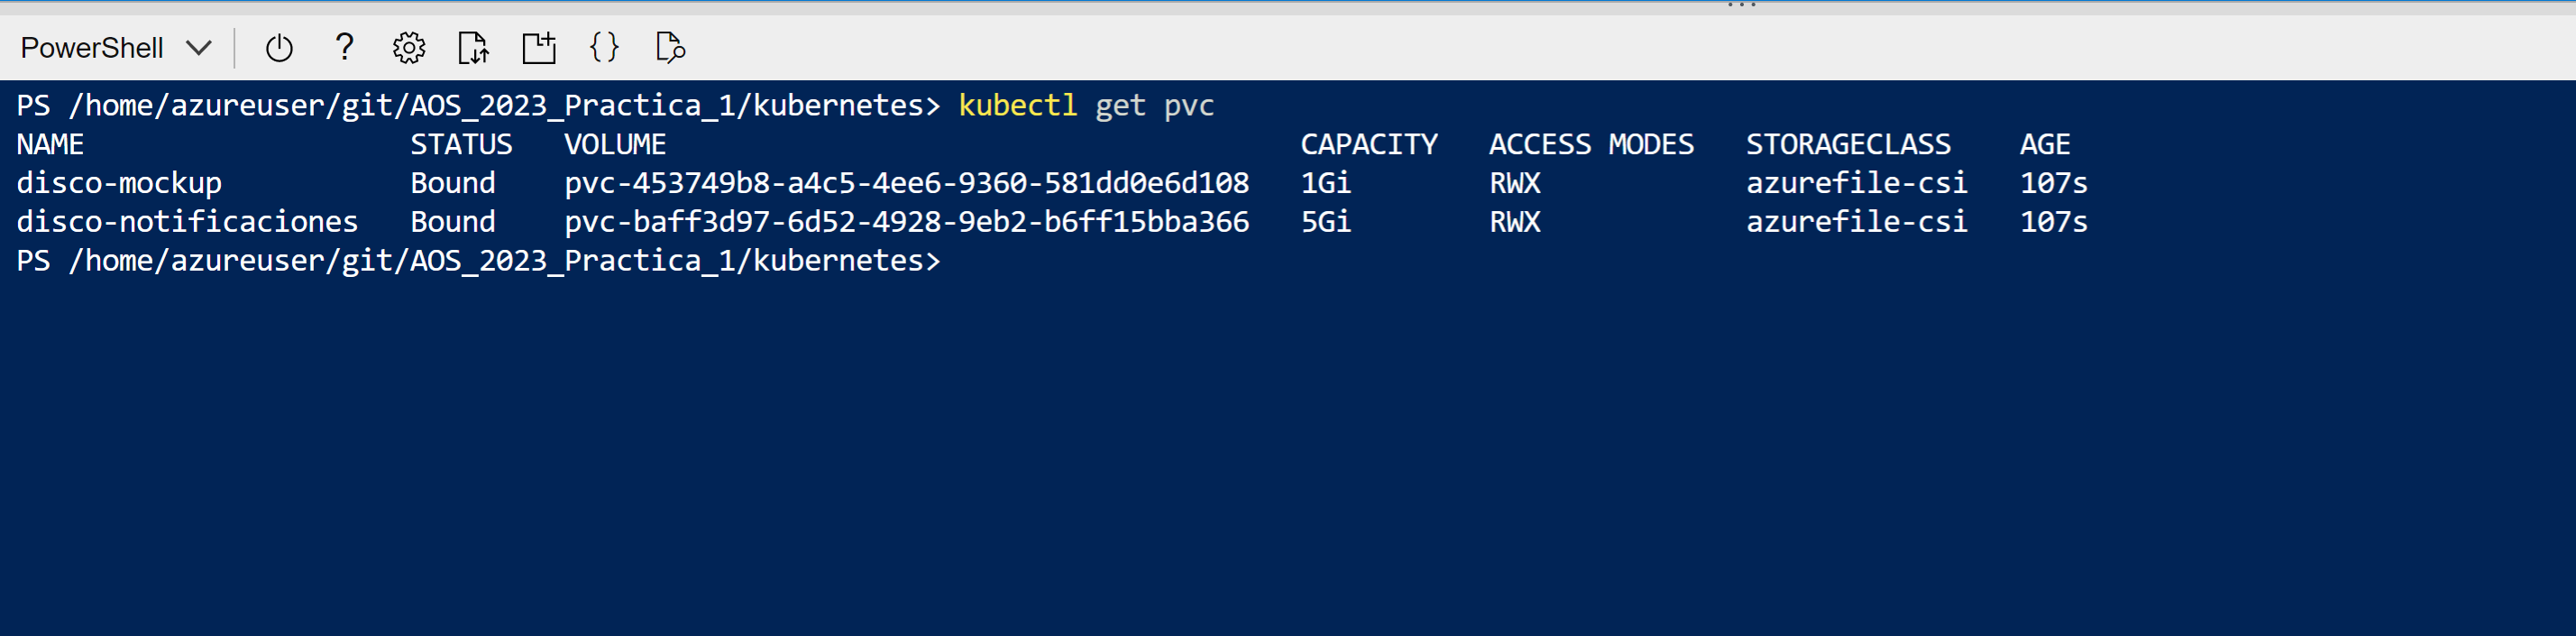 PowerShell
PS /home/azureuser/git/AOS_2023_Practica_1/kubernetes> kubectl get pvc
NAME STATUS VOLUME CAPACITY ACCESS MODES STORAGECLASS AGE
disco-mockup Bound pvc-453749b8-a4c5-4ee6-9360-581dd0e6d108 1Gi RWX azurefile-csi 107s
disco-notificaciones Bound pvc-baff3d97-6d52-4928-9eb2-b6ff15bba366 5Gi RWX azurefile-csi 107s
PS /home/azureuser/git/AOS_2023_Practica_1/kubernetes>